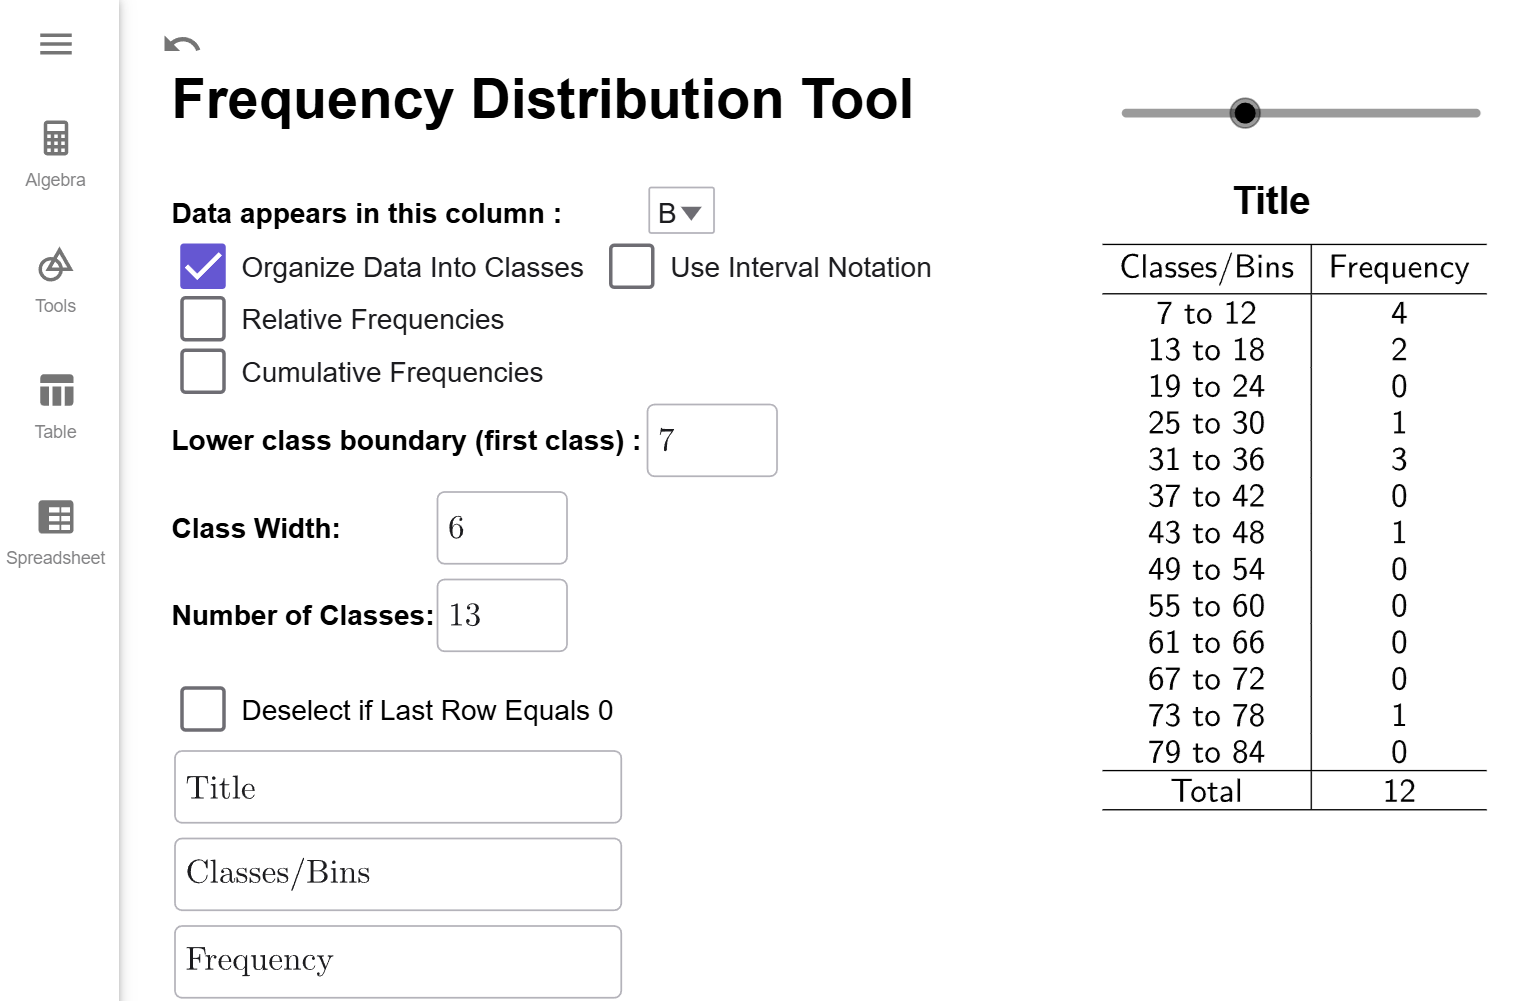 Algebra
Tools
Table
Spreadsheet
Frequency Distribution Tool
Data appears in this column : B
Organize Data Into Classes Use Interval Notation
Relative Frequencies
Cumulative Frequencies
Lower class boundary (first class) : 7
Class Width: 6
Number of Classes: 13
Deselect if Last Row Equals 0
Title
Classes/Bins
Frequency
Title
Classes/Bins Frequency
7 to 12 4
13 to 18 2
19 to 24 0
25 to 30 1
31 to 36 3
37 to 42 0
43 to 48 1
49 to 54 0
55 to 60 0
61 to 66 0
67 to 72 0
73 to 78 1
79 to 84 0
Total 12